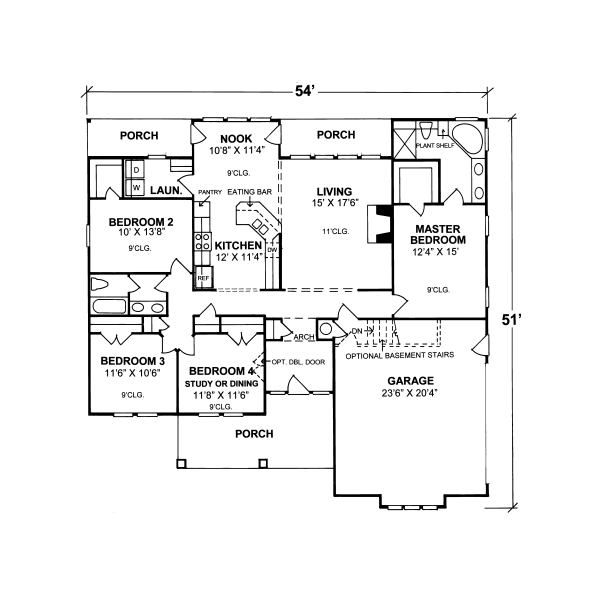 54'
PORCH
NOOK
10'8" X 11'4"
9'CLG.
PORCH
PLANT SHELF
D
W
LAUN.
PANTRY
EATING BAR
LIVING
15' X 17'6"
11'CLG.
BEDROOM 2
10' X 13'8"
9'CLG.
KITCHEN
12' X 11'4"
DW
REF
MASTER
BEDROOM
12'4" X 15'
9'CLG.
51'
ARCH
DN
OPTIONAL BASEMENT STAIRS
BEDROOM 3
11'6" X 10'6"
9'CLG.
BEDROOM 4
STUDY OR DINING
11'8" X 11'6"
9'CLG.
OPT. DBL. DOOR
GARAGE
23'6" X 20'4"
PORCH